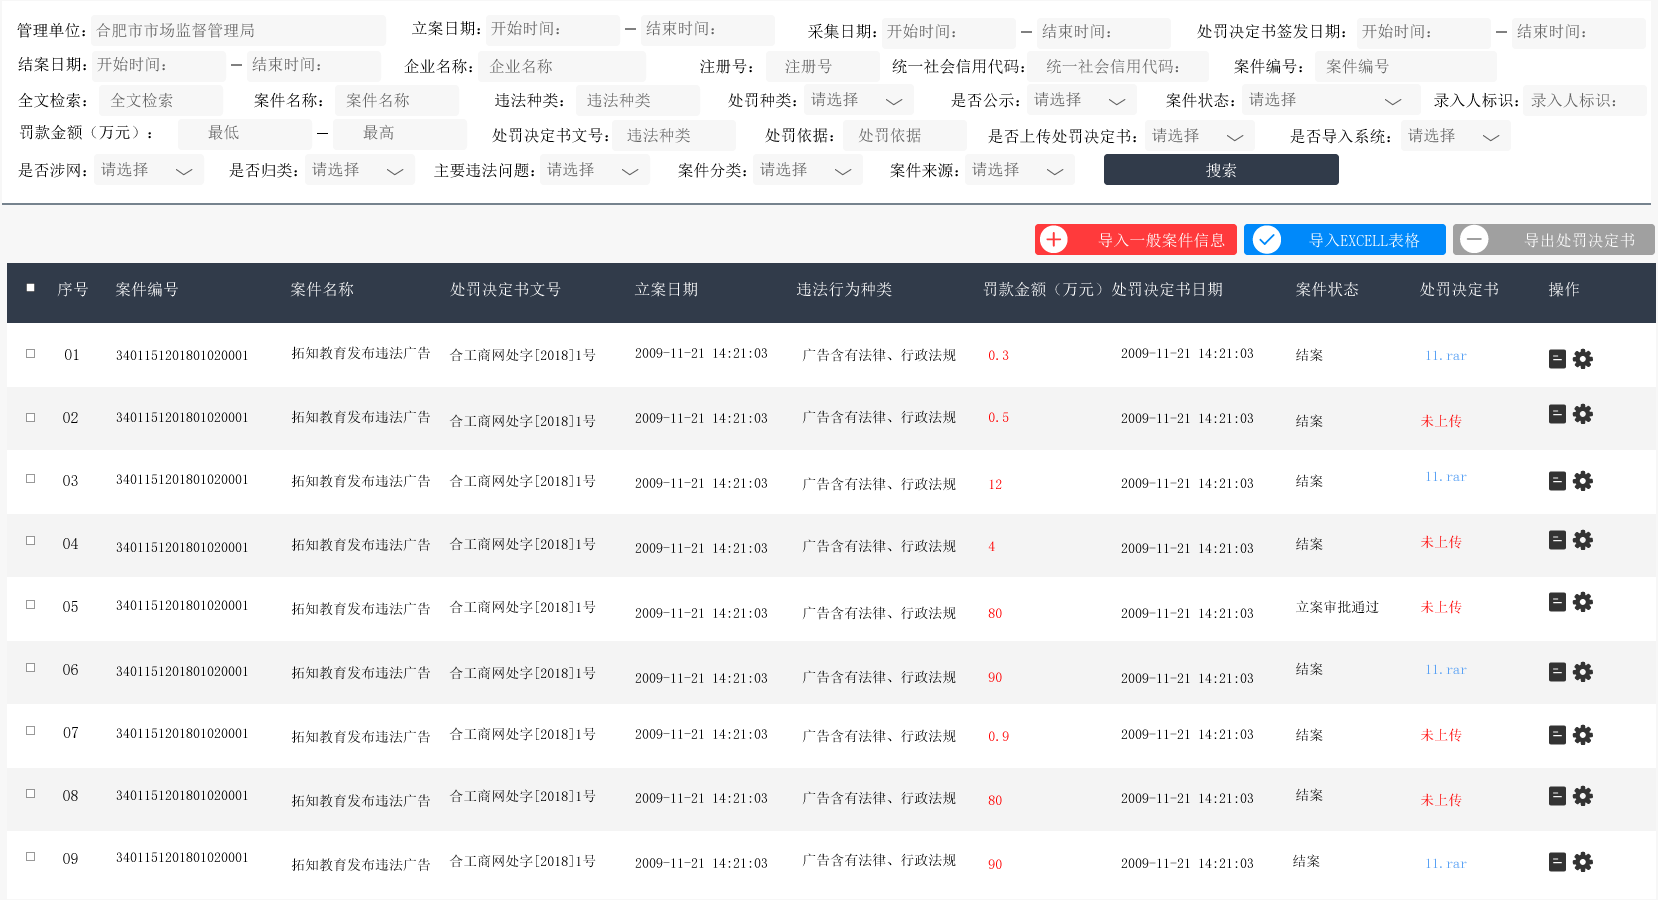 管理单位： 合肥市市场监督管理局 立案日期： 开始时间： 结束时间： 采集日期： 开始时间： 结束时间： 处罚决定书签发日期： 开始时间： 结束时间：
结案日期： 开始时间： 结束时间： 企业名称： 企业名称 注册号： 注册号 统一社会信用代码： 统一社会信用代码： 案件编号： 案件编号
全文检索： 全文检索 案件名称： 案件名称 违法种类： 违法种类 处罚种类： 请选择 是否公示： 请选择 案件状态： 请选择 录入人标识： 录入人标识：
罚款金额（万元）： 最低 最高 处罚决定书文号： 违法种类 处罚依据： 处罚依据 是否上传处罚决定书： 请选择 是否导入系统： 请选择
是否涉网： 请选择 是否归类： 请选择 主要违法问题： 请选择 案件分类： 请选择 案件来源： 请选择 搜索
导入一般案件信息 导入EXCELL表格 导出处罚决定书
序号 案件编号 案件名称 处罚决定书文号 立案日期 违法行为种类 罚款金额（万元） 处罚决定书日期 案件状态 处罚决定书 操作
01 3401151201801020001 拓知教育发布违法广告 合工商网处字[2018]1号 2009-11-21 14:21:03 广告含有法律、行政法规 0.3 2009-11-21 14:21:03 结案 11.rar
02 3401151201801020001 拓知教育发布违法广告 合工商网处字[2018]1号 2009-11-21 14:21:03 广告含有法律、行政法规 0.5 2009-11-21 14:21:03 结案 未上传
03 3401151201801020001 拓知教育发布违法广告 合工商网处字[2018]1号 2009-11-21 14:21:03 广告含有法律、行政法规 12 2009-11-21 14:21:03 结案 11.rar
04 3401151201801020001 拓知教育发布违法广告 合工商网处字[2018]1号 2009-11-21 14:21:03 广告含有法律、行政法规 4 2009-11-21 14:21:03 结案 未上传
05 3401151201801020001 拓知教育发布违法广告 合工商网处字[2018]1号 2009-11-21 14:21:03 广告含有法律、行政法规 80 2009-11-21 14:21:03 立案审批通过 未上传
06 3401151201801020001 拓知教育发布违法广告 合工商网处字[2018]1号 2009-11-21 14:21:03 广告含有法律、行政法规 90 2009-11-21 14:21:03 结案 11.rar
07 3401151201801020001 拓知教育发布违法广告 合工商网处字[2018]1号 2009-11-21 14:21:03 广告含有法律、行政法规 0.9 2009-11-21 14:21:03 结案 未上传
08 3401151201801020001 拓知教育发布违法广告 合工商网处字[2018]1号 2009-11-21 14:21:03 广告含有法律、行政法规 80 2009-11-21 14:21:03 结案 未上传
09 3401151201801020001 拓知教育发布违法广告 合工商网处字[2018]1号 2009-11-21 14:21:03 广告含有法律、行政法规 90 2009-11-21 14:21:03 结案 11.rar